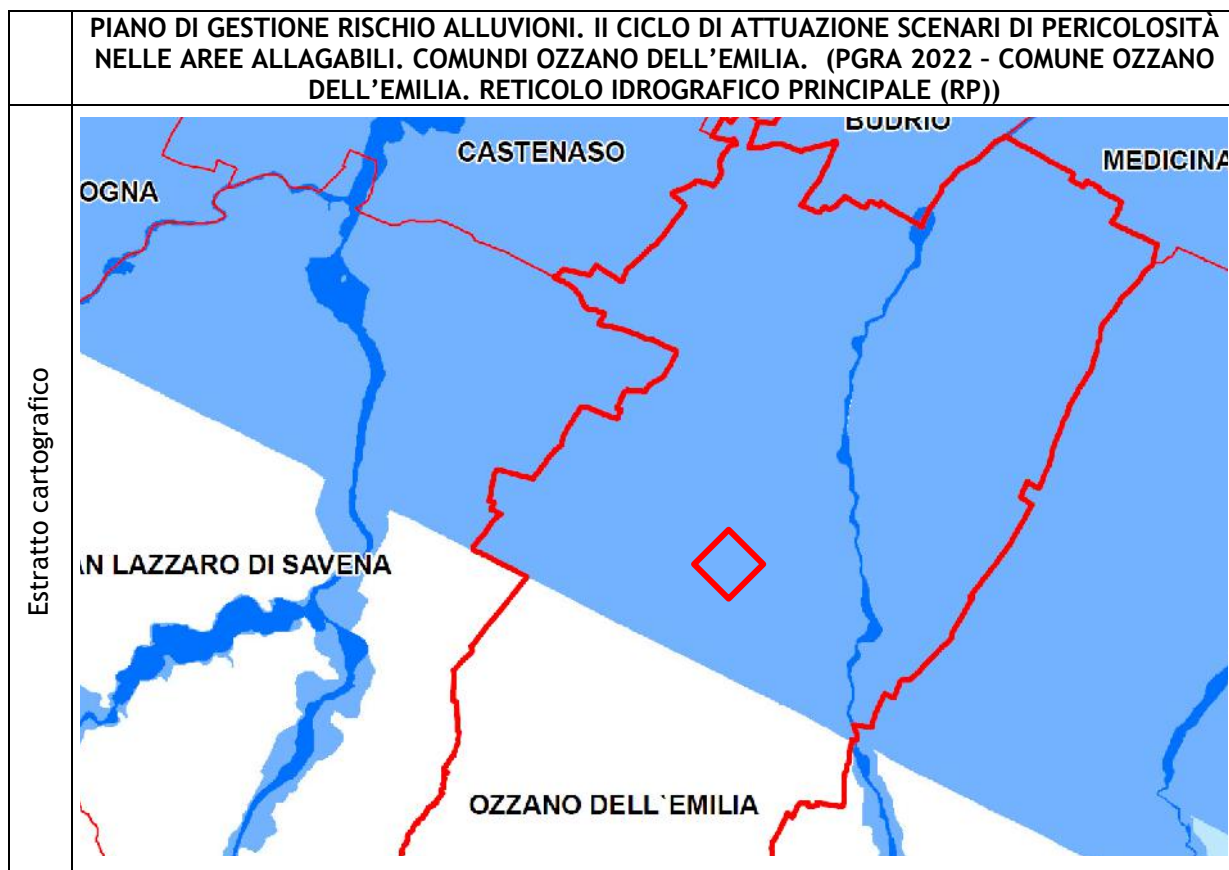 PIANO DI GESTIONE RISCHIO ALLUVIONI. II CICLO DI ATTUAZIONE SCENARI DI PERICOLOSITÀ
NELLE AREE ALLAGABILI. COMUNDI OZZANO DELL’EMILIA. (PGRA 2022 – COMUNE OZZANO
DELL’EMILIA. RETICOLO IDROGRAFICO PRINCIPALE (RP))
Estratto cartografico
BUDRIO
CASTENASO
MEDICINA
OGNA
AN LAZZARO DI SAVENA
OZZANO DELL`EMILIA